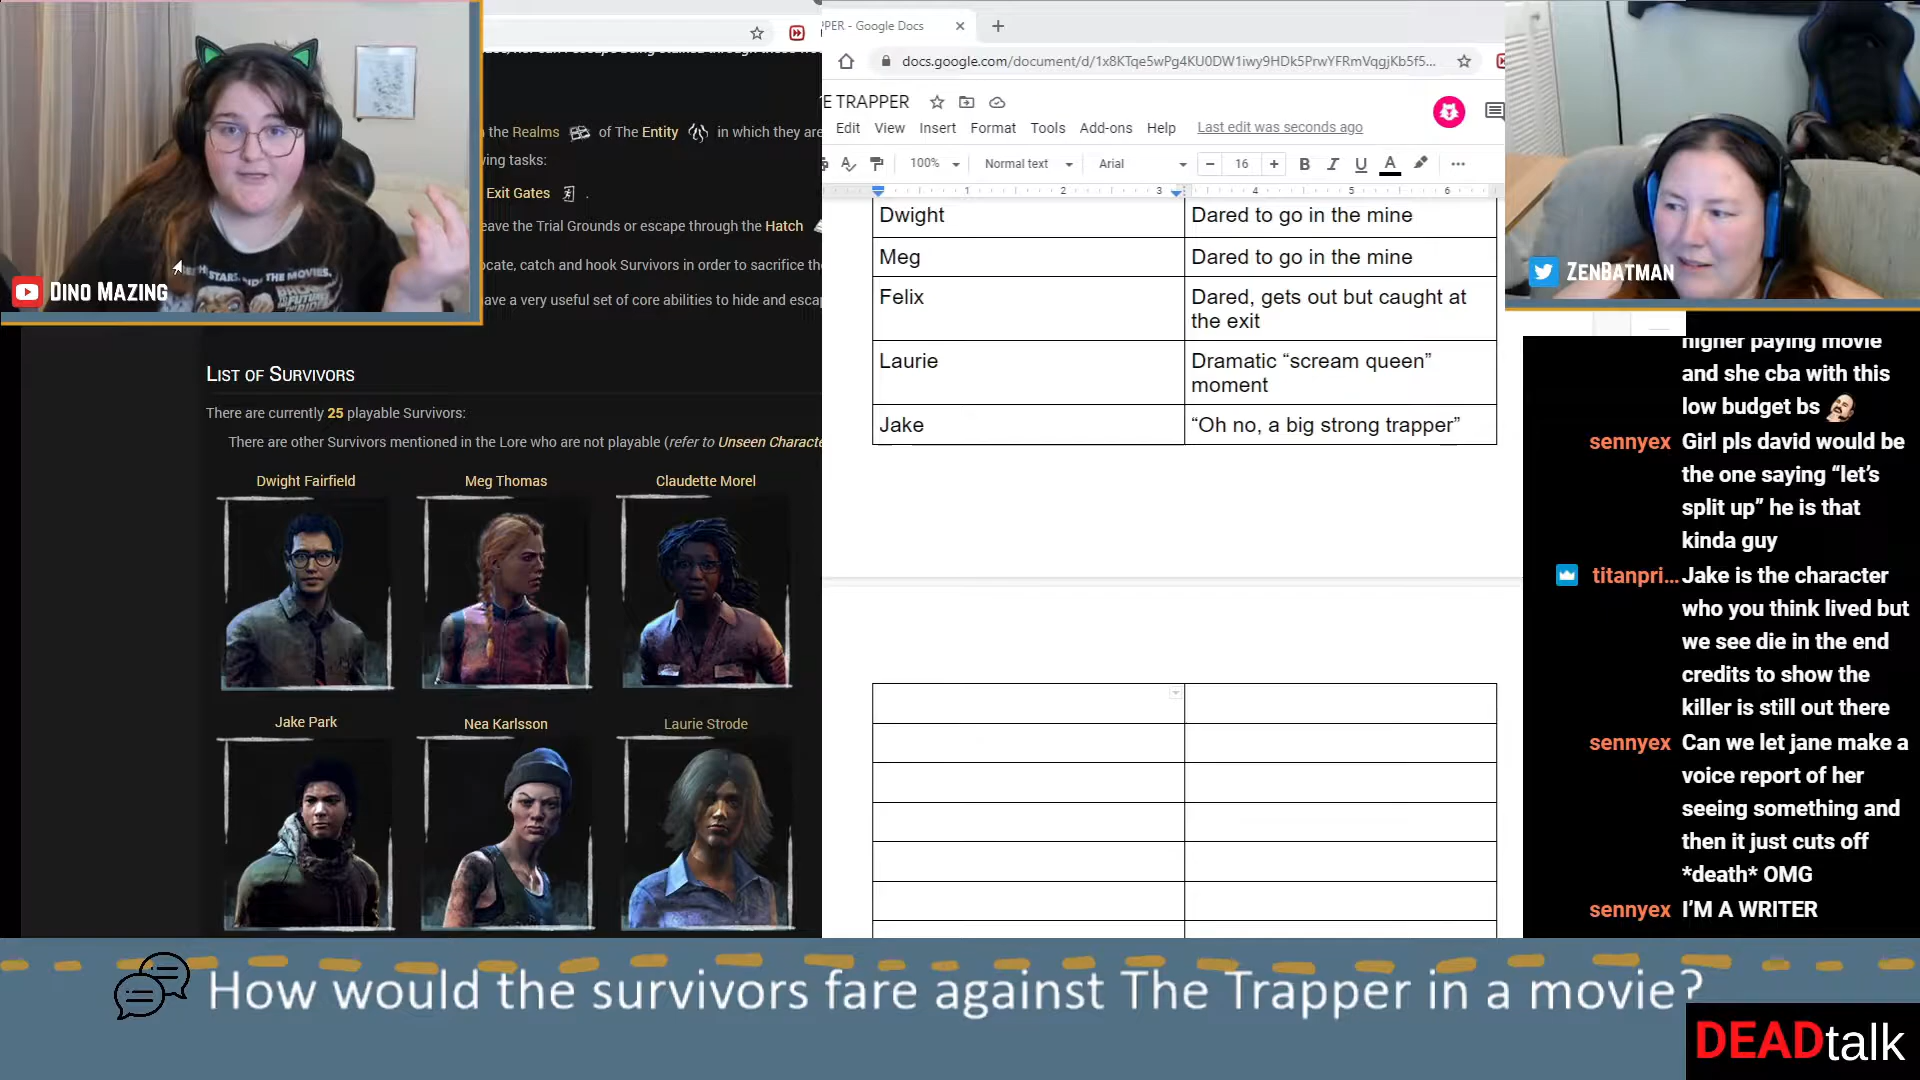 DINO MAZING
the Realms of The Entity in which they are
ving tasks:
Exit Gates .
eave the Trial Grounds or escape through the Hatch
ocate, catch and hook Survivors in order to sacrifice the
ave a very useful set of core abilities to hide and escap
LIST OF SURVIVORS
There are currently 25 playable Survivors:
There are other Survivors mentioned in the Lore who are not playable (refer to Unseen Characte
Dwight Fairfield
Meg Thomas
Claudette Morel
Jake Park
Nea Karlsson
Laurie Strode
PER - Google Docs
docs.google.com/document/d/1x8KTqe5wPg4KU0DW1iwy9HDk5PrwYFRmVqgjKb5f5...
E TRAPPER
Edit View Insert Format Tools Add-ons Help Last edit was seconds ago
100% Normal text Arial 16 B I U A
1 2 3 4 5 6
Dwight
Dared to go in the mine
Meg
Dared to go in the mine
Felix
Dared, gets out but caught at
the exit
Laurie
Dramatic “scream queen”
moment
Jake
“Oh no, a big strong trapper”
ZENBATMAN
higher paying movie
and she cba with this
low budget bs
sennyex Girl pls david would be
the one saying “let’s
split up” he is that
kinda guy
titanpri... Jake is the character
who you think lived but
we see die in the end
credits to show the
killer is still out there
sennyex Can we let jane make a
voice report of her
seeing something and
then it just cuts off
*death* OMG
sennyex I’M A WRITER
How would the survivors fare against The Trapper in a movie?
DEADtalk